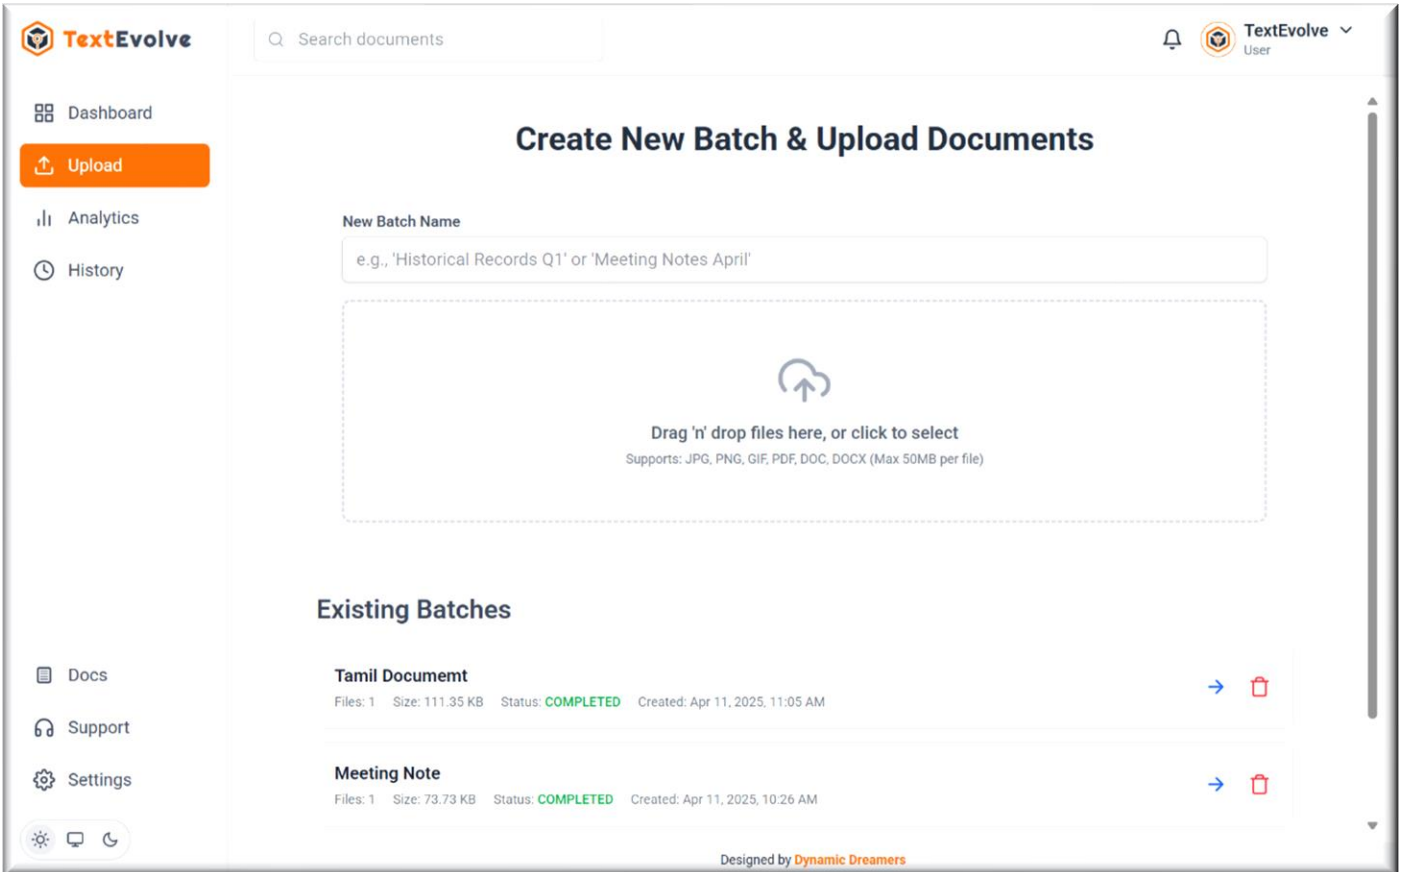 TextEvolve
Search documents
TextEvolve
User
Dashboard
Upload
Analytics
History
Docs
Support
Settings
Create New Batch & Upload Documents
New Batch Name
e.g., 'Historical Records Q1' or 'Meeting Notes April'
Drag 'n' drop files here, or click to select
Supports: JPG, PNG, GIF, PDF, DOC, DOCX (Max 50MB per file)
Existing Batches
Tamil Documemt
Files: 1 Size: 111.35 KB Status: COMPLETED Created: Apr 11, 2025, 11:05 AM
Meeting Note
Files: 1 Size: 73.73 KB Status: COMPLETED Created: Apr 11, 2025, 10:26 AM
Designed by Dynamic Dreamers